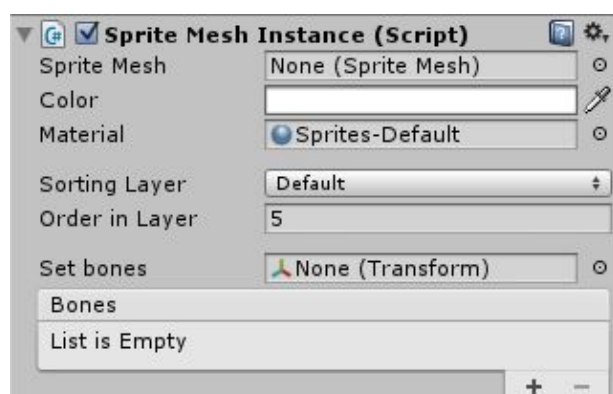 Sprite Mesh Instance (Script)
Sprite Mesh None (Sprite Mesh)
Color
Material Sprites-Default
Sorting Layer Default
Order in Layer 5
Set bones None (Transform)
Bones
List is Empty
+ −